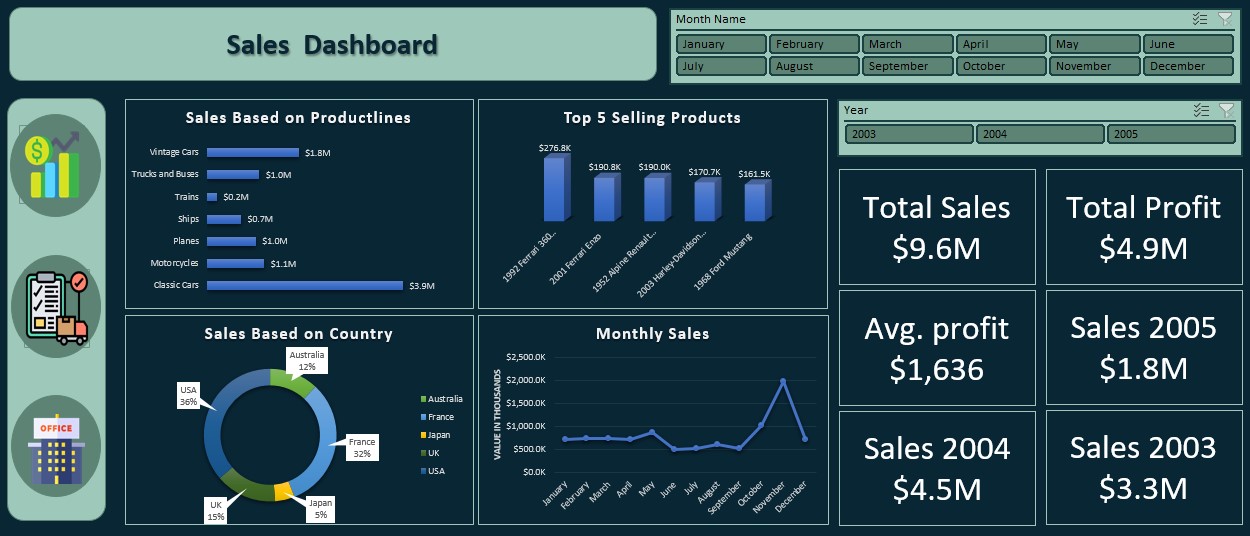 Sales Dashboard
Month Name
January February March April May June
July August September October November December
OFFICE
Sales Based on Productlines
Vintage Cars $1.8M
Trucks and Buses $1.0M
Trains $0.2M
Ships $0.7M
Planes $1.0M
Motorcycles $1.1M
Classic Cars $3.9M
Top 5 Selling Products
$276.8K $190.8K $190.0K $170.7K $161.5K
1992 Ferrari 360...
2001 Ferrari Enzo
1952 Alpine Renault...
2003 Harley-Davidson...
1968 Ford Mustang
Year
2003 2004 2005
Total Sales
$9.6M
Total Profit
$4.9M
Avg. profit
$1,636
Sales 2005
$1.8M
Sales 2004
$4.5M
Sales 2003
$3.3M
Sales Based on Country
Australia
12%
USA
36%
France
32%
UK
15%
Japan
5%
Australia
France
Japan
UK
USA
Monthly Sales
VALUE IN THOUSANDS
$2,500.0K
$2,000.0K
$1,500.0K
$1,000.0K
$500.0K
$0.0K
January
February
March
April
May
June
July
August
September
October
November
December